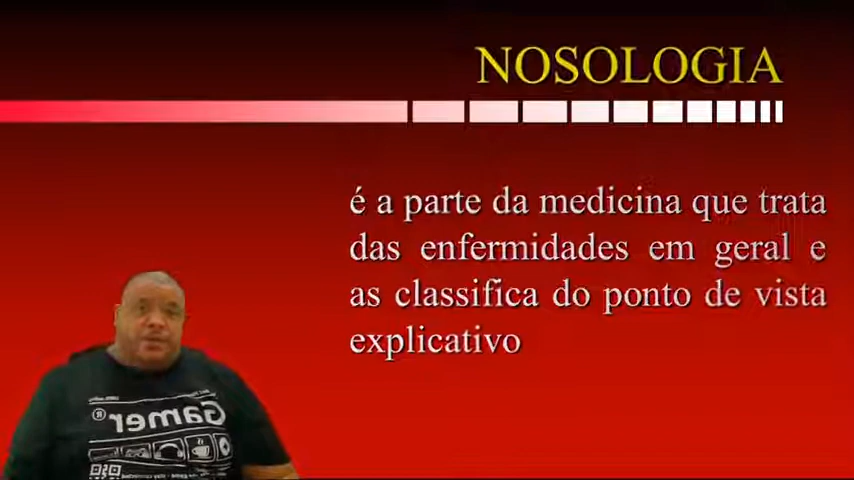 NOSOLOGIA
é a parte da medicina que trata
das enfermidades em geral e
as classifica do ponto de vista
explicativo
Gamer
®